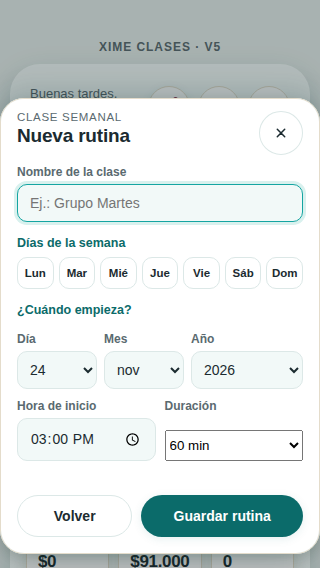 XIME CLASES · V5
Buenas tardes,
CLASE SEMANAL
Nueva rutina
Nombre de la clase
Ej.: Grupo Martes
Días de la semana
Lun Mar Mié Jue Vie Sáb Dom
¿Cuándo empieza?
Día Mes Año
24 nov 2026
Hora de inicio Duración
03:00 PM 60 min
Volver Guardar rutina
$0 $91.000 0